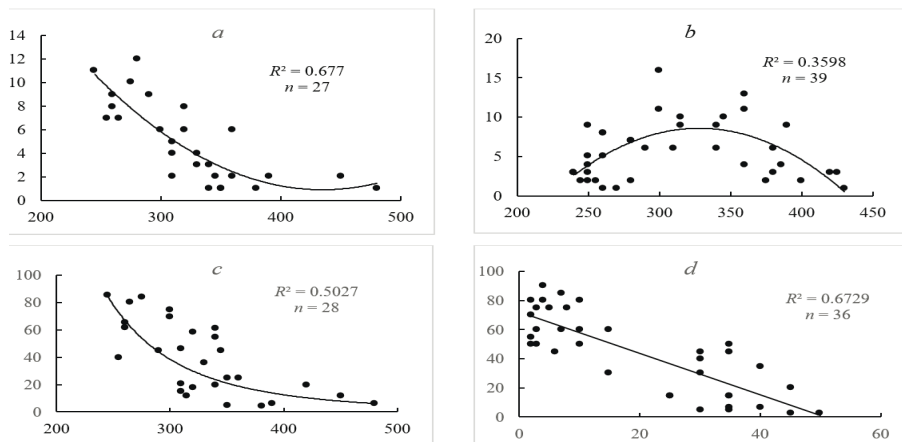 a
R² = 0.677
n = 27
14
12
10
8
6
4
2
0
200 300 400 500
b
R² = 0.3598
n = 39
20
15
10
5
0
200 250 300 350 400 450
c
R² = 0.5027
n = 28
100
80
60
40
20
0
200 300 400 500
d
R² = 0.6729
n = 36
100
80
60
40
20
0
0 20 40 60